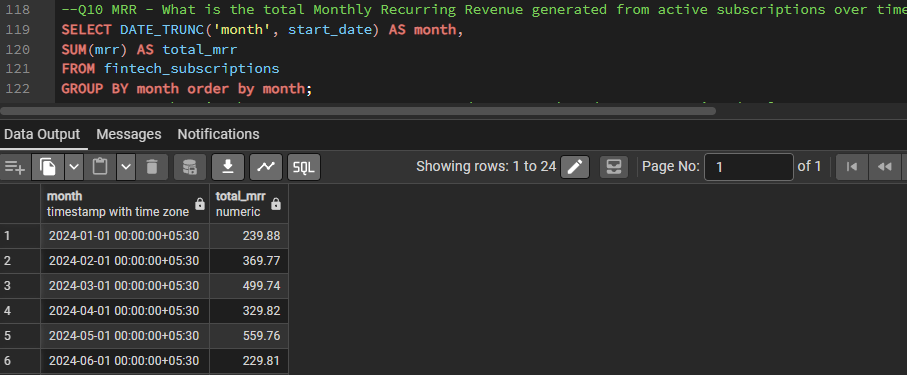 118 --Q10 MRR - What is the total Monthly Recurring Revenue generated from active subscriptions over time
119 SELECT DATE_TRUNC('month', start_date) AS month,
120 SUM(mrr) AS total_mrr
121 FROM fintech_subscriptions
122 GROUP BY month order by month;
Data Output Messages Notifications
SQL Showing rows: 1 to 24 Page No: 1 of 1
month total_mrr
timestamp with time zone numeric
1 2024-01-01 00:00:00+05:30 239.88
2 2024-02-01 00:00:00+05:30 369.77
3 2024-03-01 00:00:00+05:30 499.74
4 2024-04-01 00:00:00+05:30 329.82
5 2024-05-01 00:00:00+05:30 559.76
6 2024-06-01 00:00:00+05:30 229.81